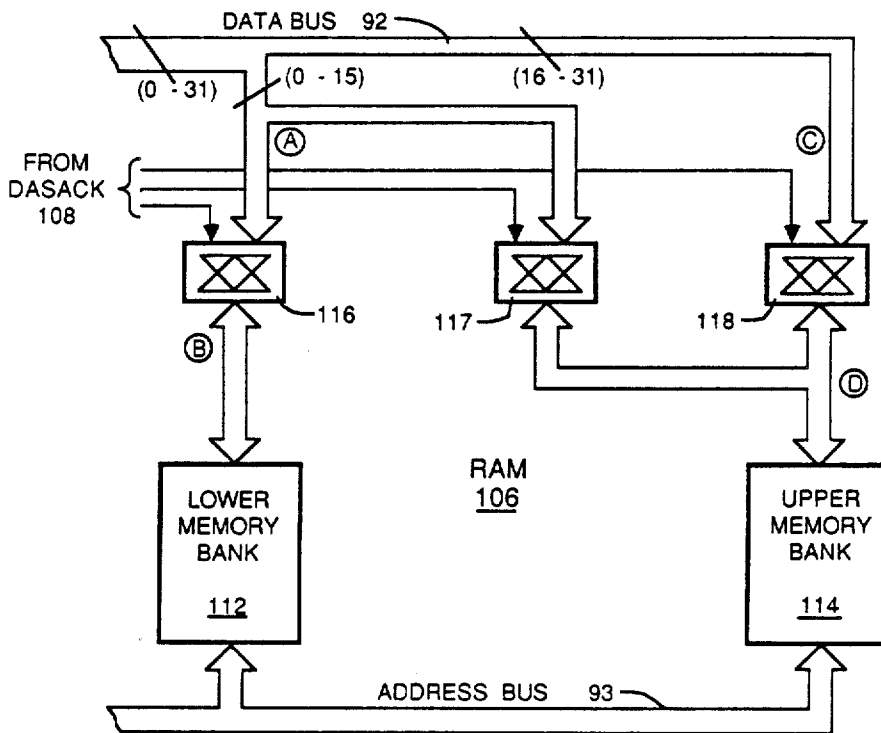 DATA BUS 92
(0 - 31)
(0 - 15)
(16 - 31)
A
C
FROM
DASACK
108
116
117
118
B
D
RAM
106
LOWER
MEMORY
BANK
112
UPPER
MEMORY
BANK
114
ADDRESS BUS 93